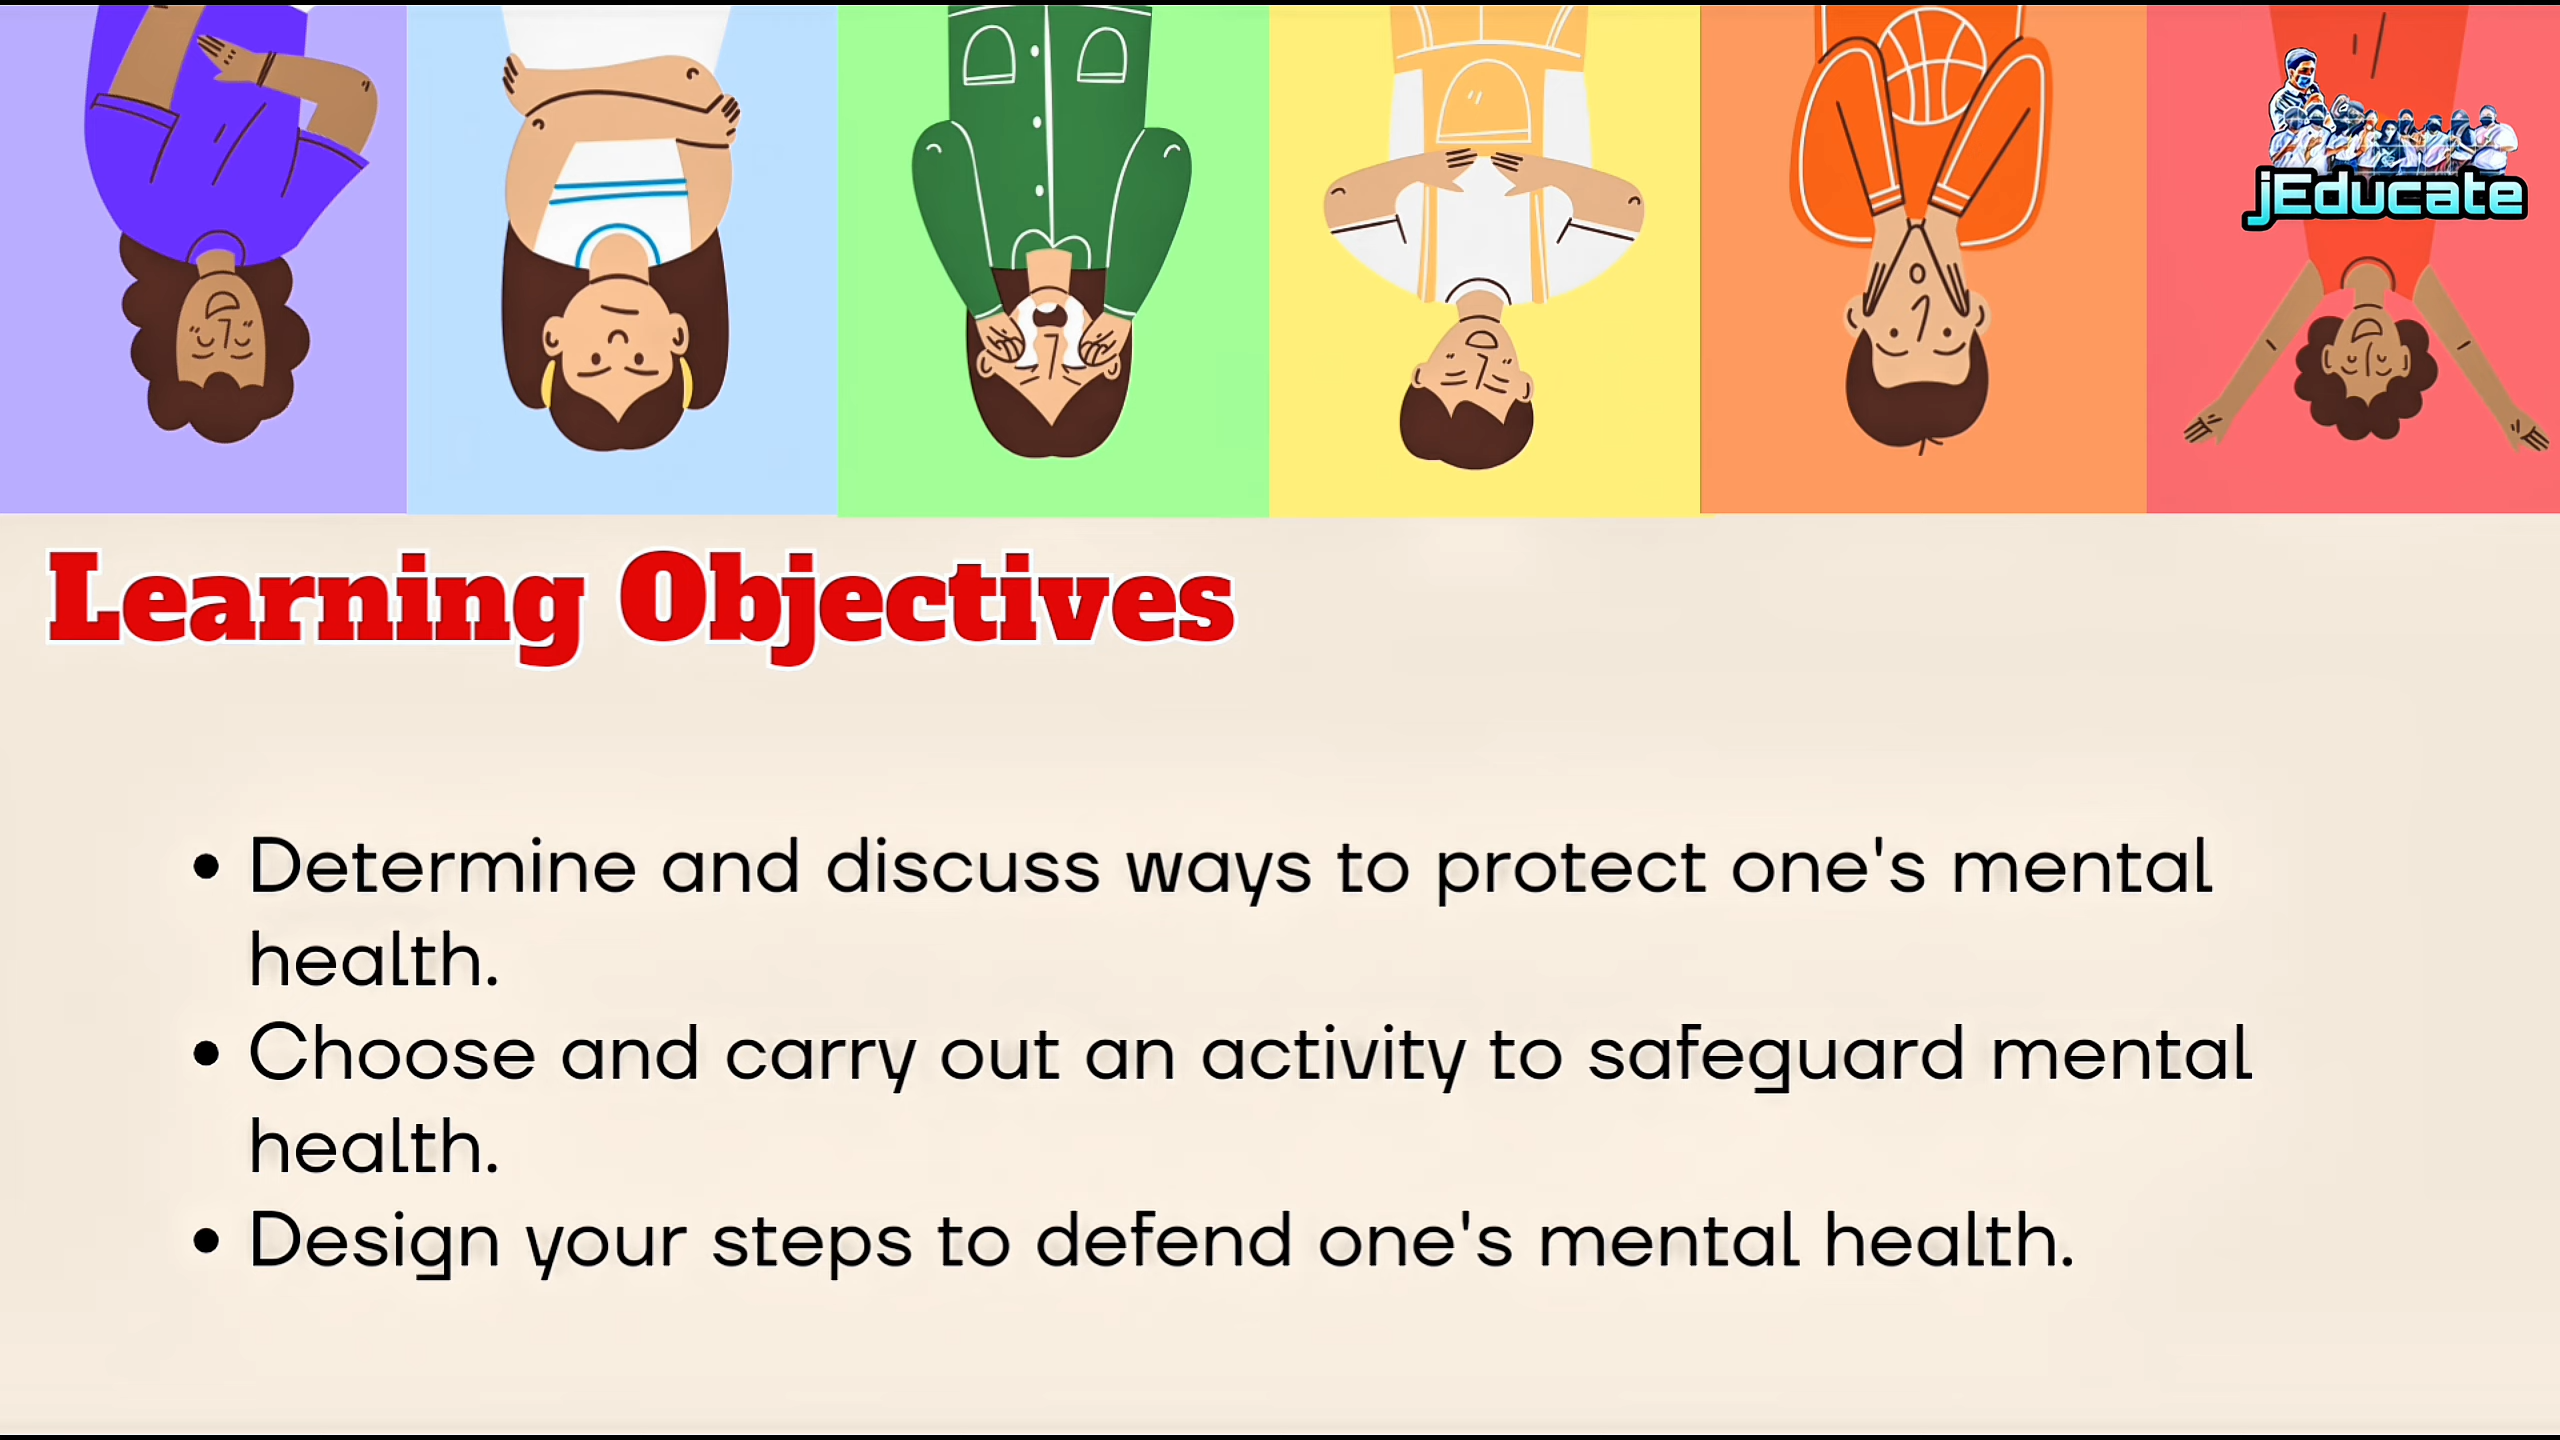 jEducate
Learning Objectives
• Determine and discuss ways to protect one's mental
health.
• Choose and carry out an activity to safeguard mental
health.
• Design your steps to defend one's mental health.